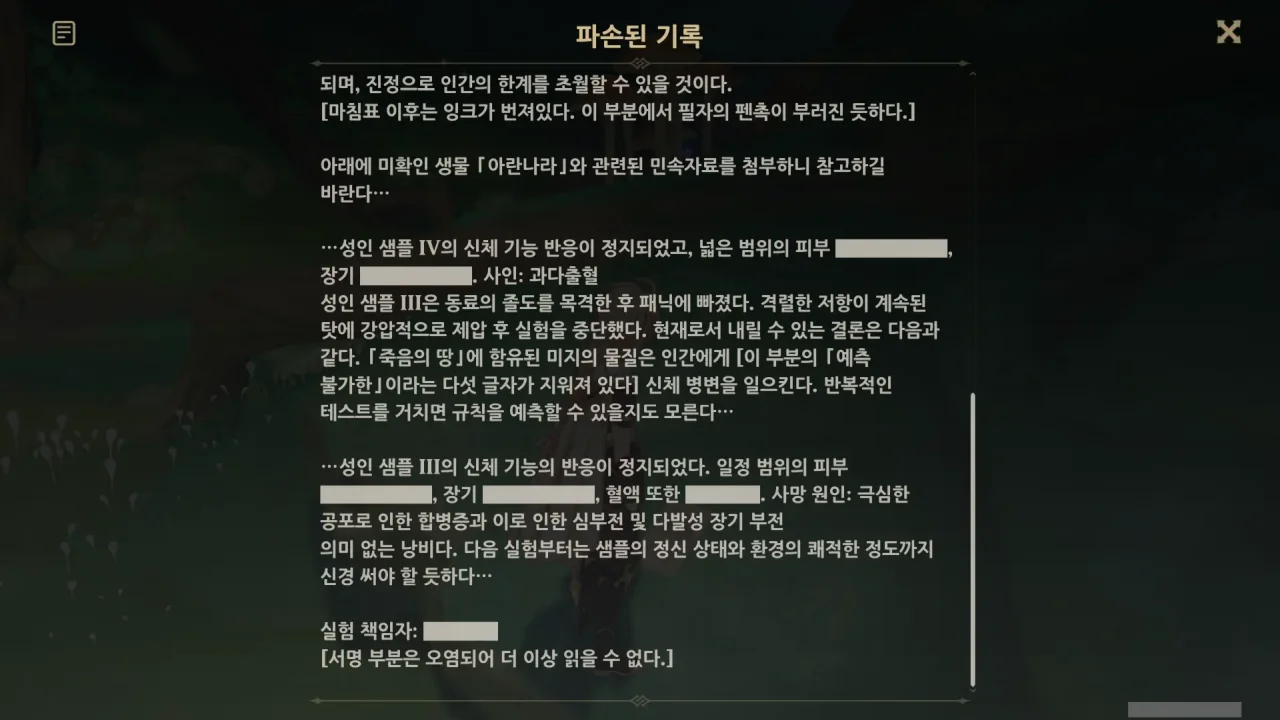 파손된 기록
되며, 진정으로 인간의 한계를 초월할 수 있을 것이다.
[마침표 이후는 잉크가 번져있다. 이 부분에서 필자의 펜촉이 부러진 듯하다.]
아래에 미확인 생물 「아란나라」와 관련된 민속자료를 첨부하니 참고하길
바란다…
…성인 샘플 IV의 신체 기능 반응이 정지되었고, 넓은 범위의 피부 ,
장기 . 사인: 과다출혈
성인 샘플 III은 동료의 졸도를 목격한 후 패닉에 빠졌다. 격렬한 저항이 계속된
탓에 강압적으로 제압 후 실험을 중단했다. 현재로서 내릴 수 있는 결론은 다음과
같다. 「죽음의 땅」에 함유된 미지의 물질은 인간에게 [이 부분의 「예측
불가한」이라는 다섯 글자가 지워져 있다] 신체 병변을 일으킨다. 반복적인
테스트를 거치면 규칙을 예측할 수 있을지도 모른다…
…성인 샘플 III의 신체 기능의 반응이 정지되었다. 일정 범위의 피부
, 장기 , 혈액 또한 . 사망 원인: 극심한
공포로 인한 합병증과 이로 인한 심부전 및 다발성 장기 부전
의미 없는 낭비다. 다음 실험부터는 샘플의 정신 상태와 환경의 쾌적한 정도까지
신경 써야 할 듯하다…
실험 책임자:
[서명 부분은 오염되어 더 이상 읽을 수 없다.]